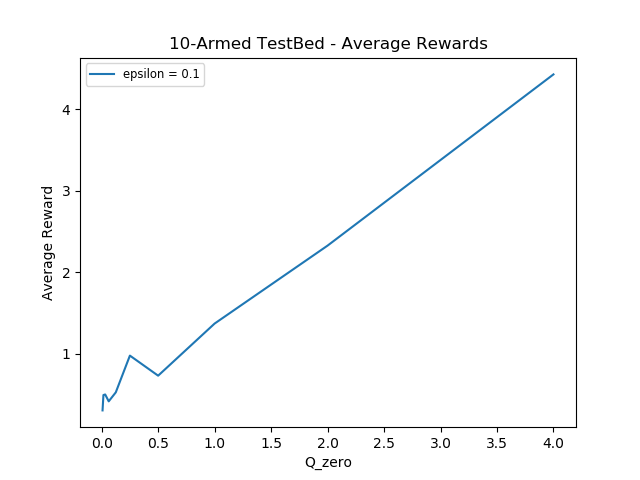 10-Armed TestBed - Average Rewards
epsilon = 0.1
Average Reward
4
3
2
1
0.0 0.5 1.0 1.5 2.0 2.5 3.0 3.5 4.0
Q_zero